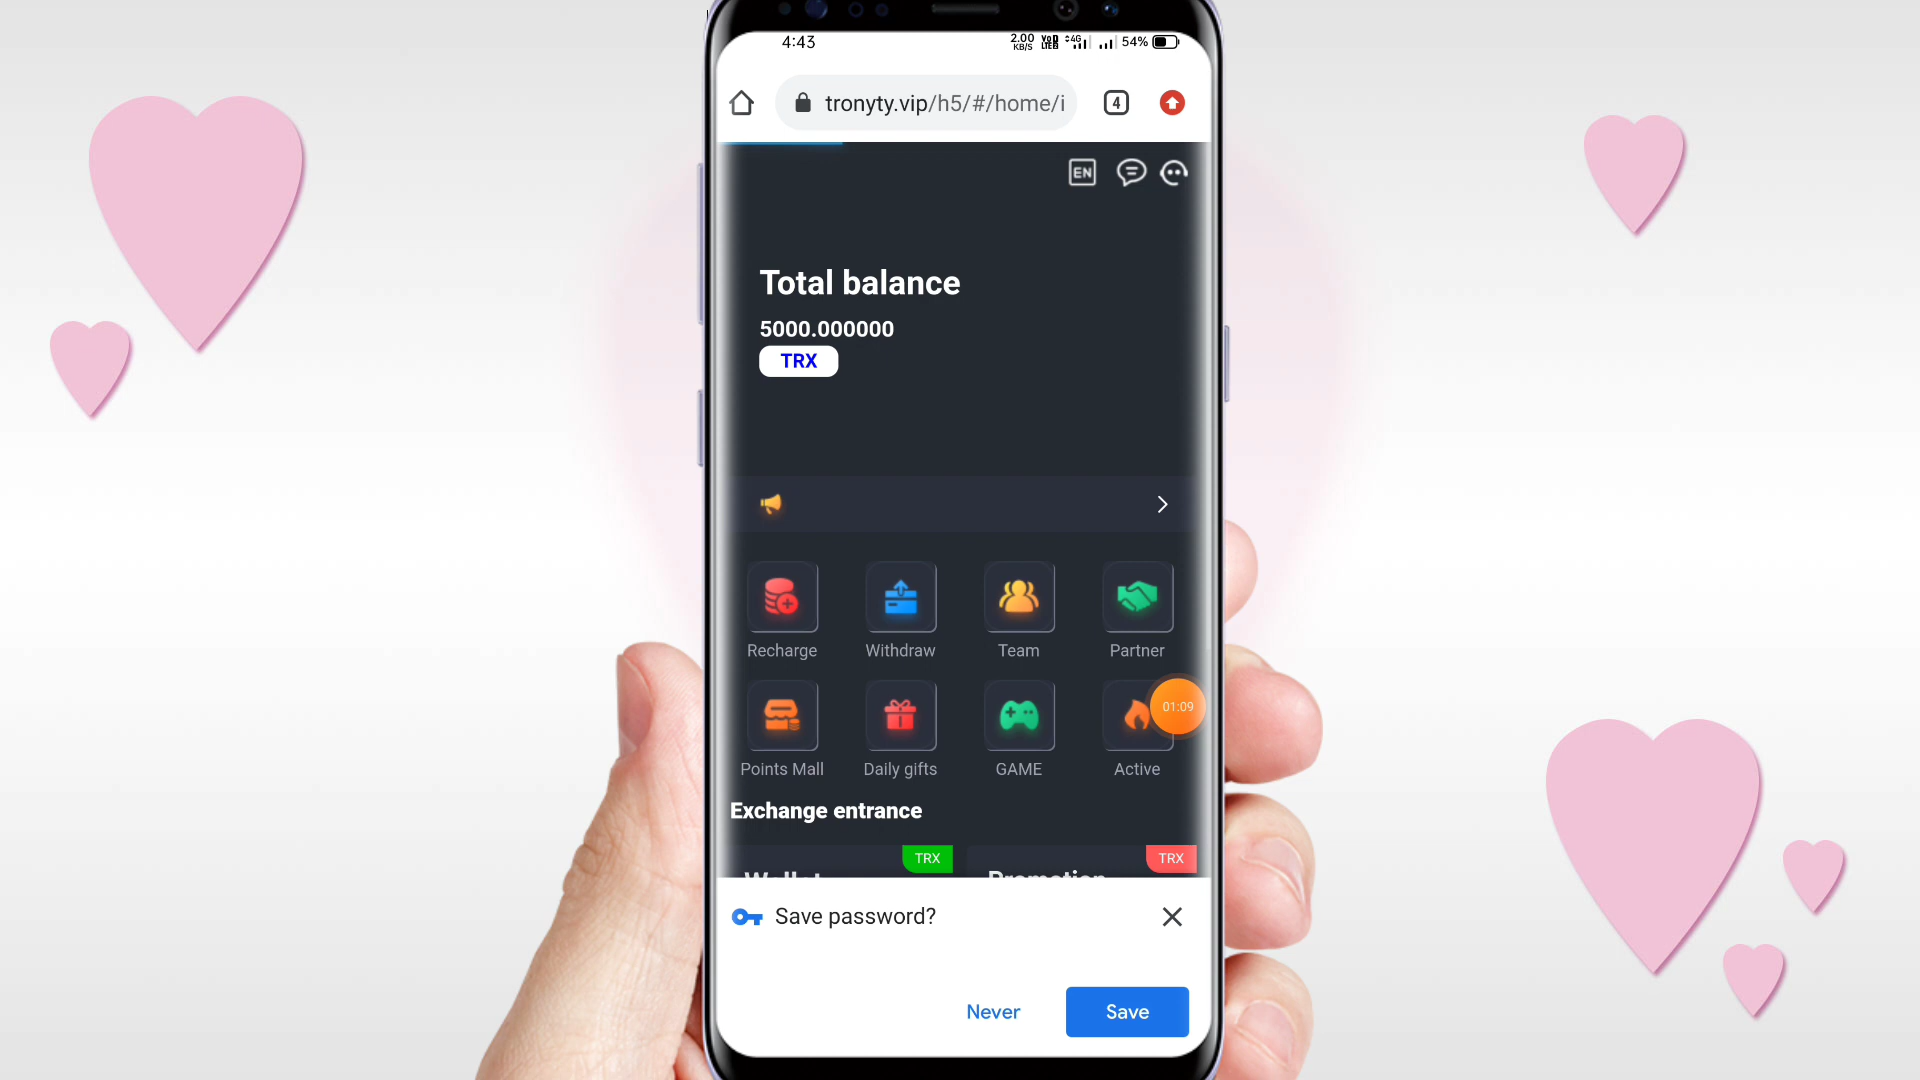 4:43
2.00
KB/S
4G
54%
tronyty.vip/h5/#/home/i
4
EN
Total balance
5000.000000
TRX
Recharge
Withdraw
Team
Partner
01:09
Points Mall
Daily gifts
GAME
Active
Exchange entrance
TRX
TRX
Wallet
Promotion
Save password?
Never
Save